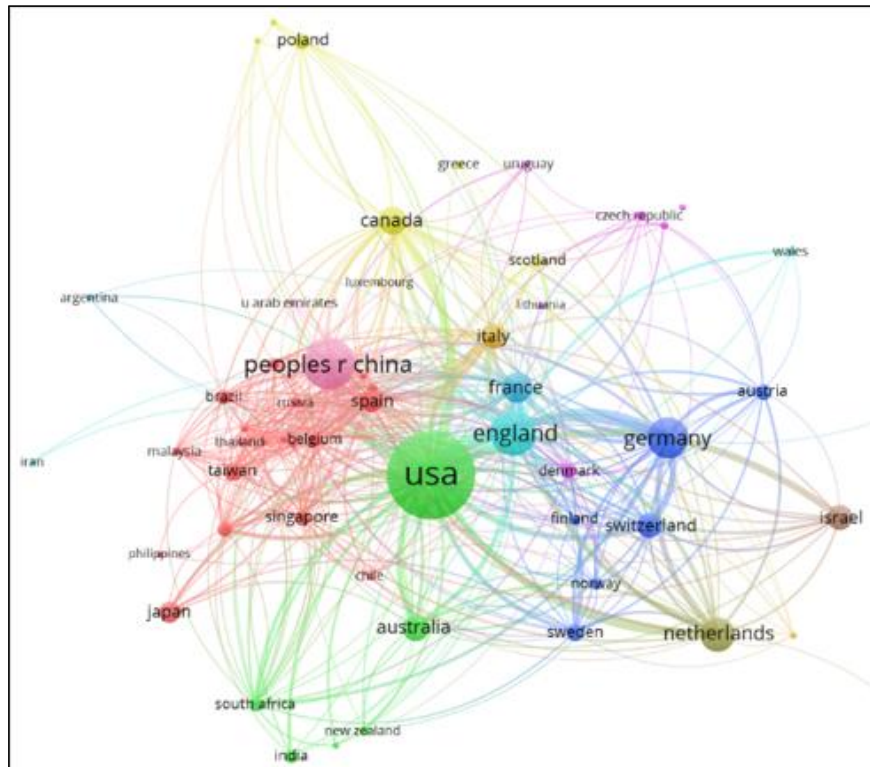 poland
greece
uruguay
canada
czech republic
scotland
wales
luxembourg
argentina
u arab emirates
lithuania
italy
peoples r china
france
austria
brazil
russia
spain
england
germany
thailand
belgium
malaysia
taiwan
usa
denmark
iran
singapore
finland
switzerland
israel
philippines
chile
norway
japan
australia
sweden
netherlands
south africa
new zealand
india